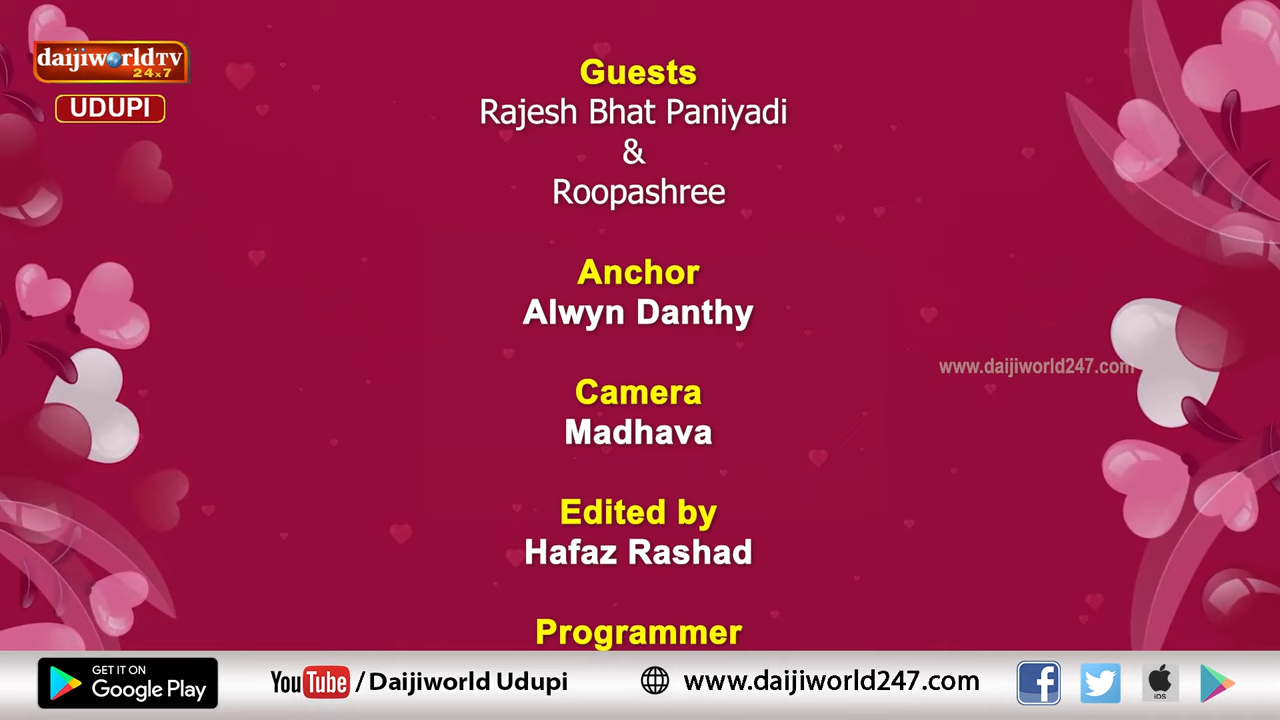 daijiworldTV
24x7
UDUPI
Guests
Rajesh Bhat Paniyadi
&
Roopashree
Anchor
Alwyn Danthy
www.daijiworld247.com
Camera
Madhava
Edited by
Hafaz Rashad
Programmer
GET IT ON
Google Play
YouTube / Daijiworld Udupi
www.daijiworld247.com
iOS